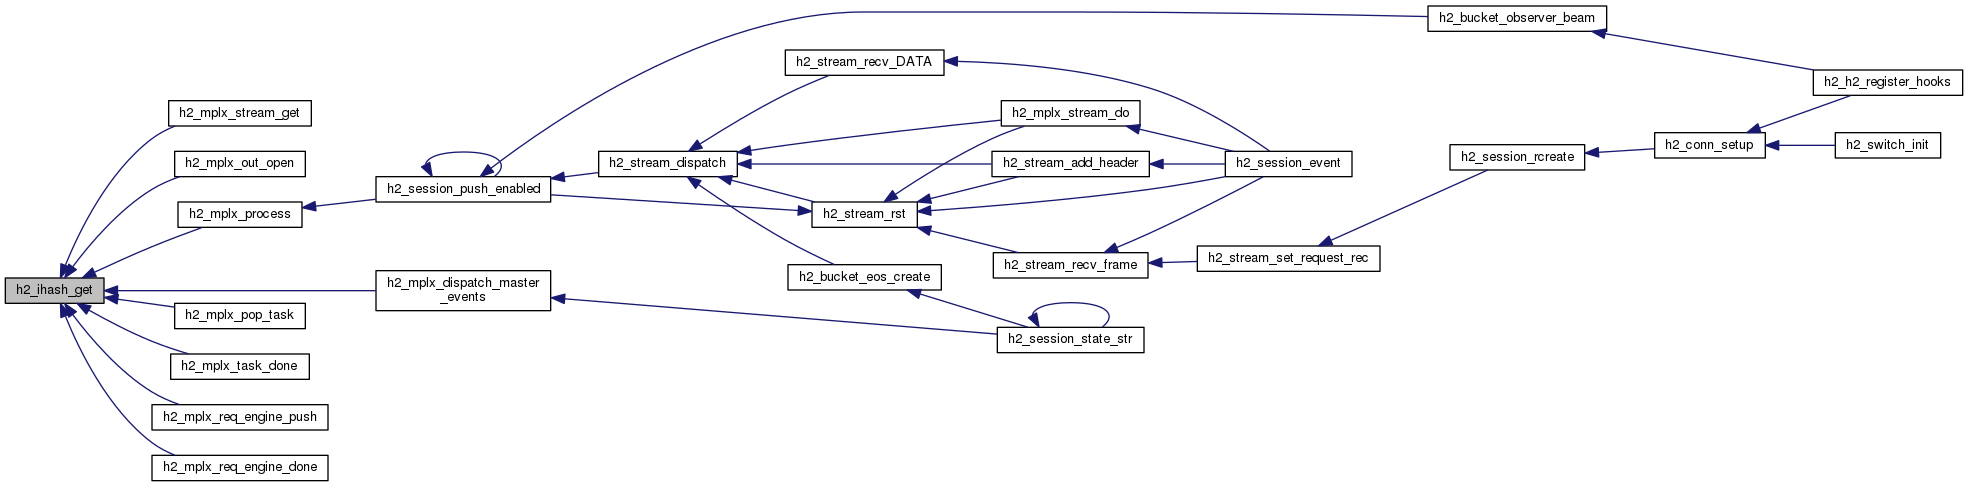 h2_bucket_observer_beam
h2_stream_recv_DATA
h2_h2_register_hooks
h2_mplx_stream_get
h2_mplx_stream_do
h2_mplx_out_open
h2_stream_dispatch
h2_stream_add_header
h2_session_event
h2_session_rcreate
h2_conn_setup
h2_switch_init
h2_session_push_enabled
h2_mplx_process
h2_stream_rst
h2_stream_recv_frame
h2_stream_set_request_rec
h2_ihash_get
h2_mplx_dispatch_master
_events
h2_bucket_eos_create
h2_mplx_pop_task
h2_session_state_str
h2_mplx_task_done
h2_mplx_req_engine_push
h2_mplx_req_engine_done